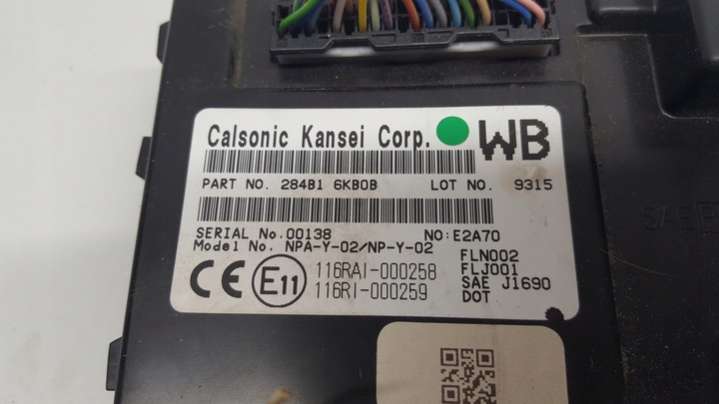 Calsonic Kansei Corp. WB
PART NO. 284B1 6KB0B LOT NO. 9315
SERIAL No.00138 NO:E2A70
Model No. NPA-Y-02/NP-Y-02
CE E11 116RAI-000258
116RI-000259
FLN002
FLJ001
SAE J1690
DOT